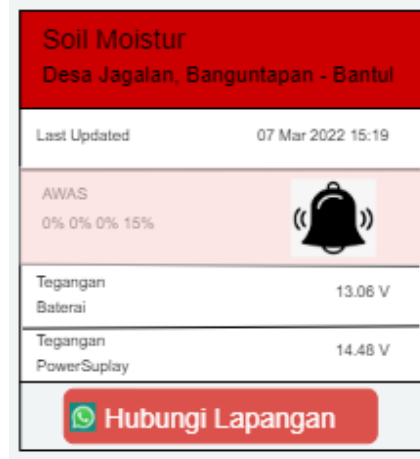 Soil Moistur
Desa Jagalan, Banguntapan - Bantul
Last Updated 07 Mar 2022 15:19
AWAS
0% 0% 0% 15%
Tegangan
Baterai 13.06 V
Tegangan
PowerSuplay 14.48 V
Hubungi Lapangan